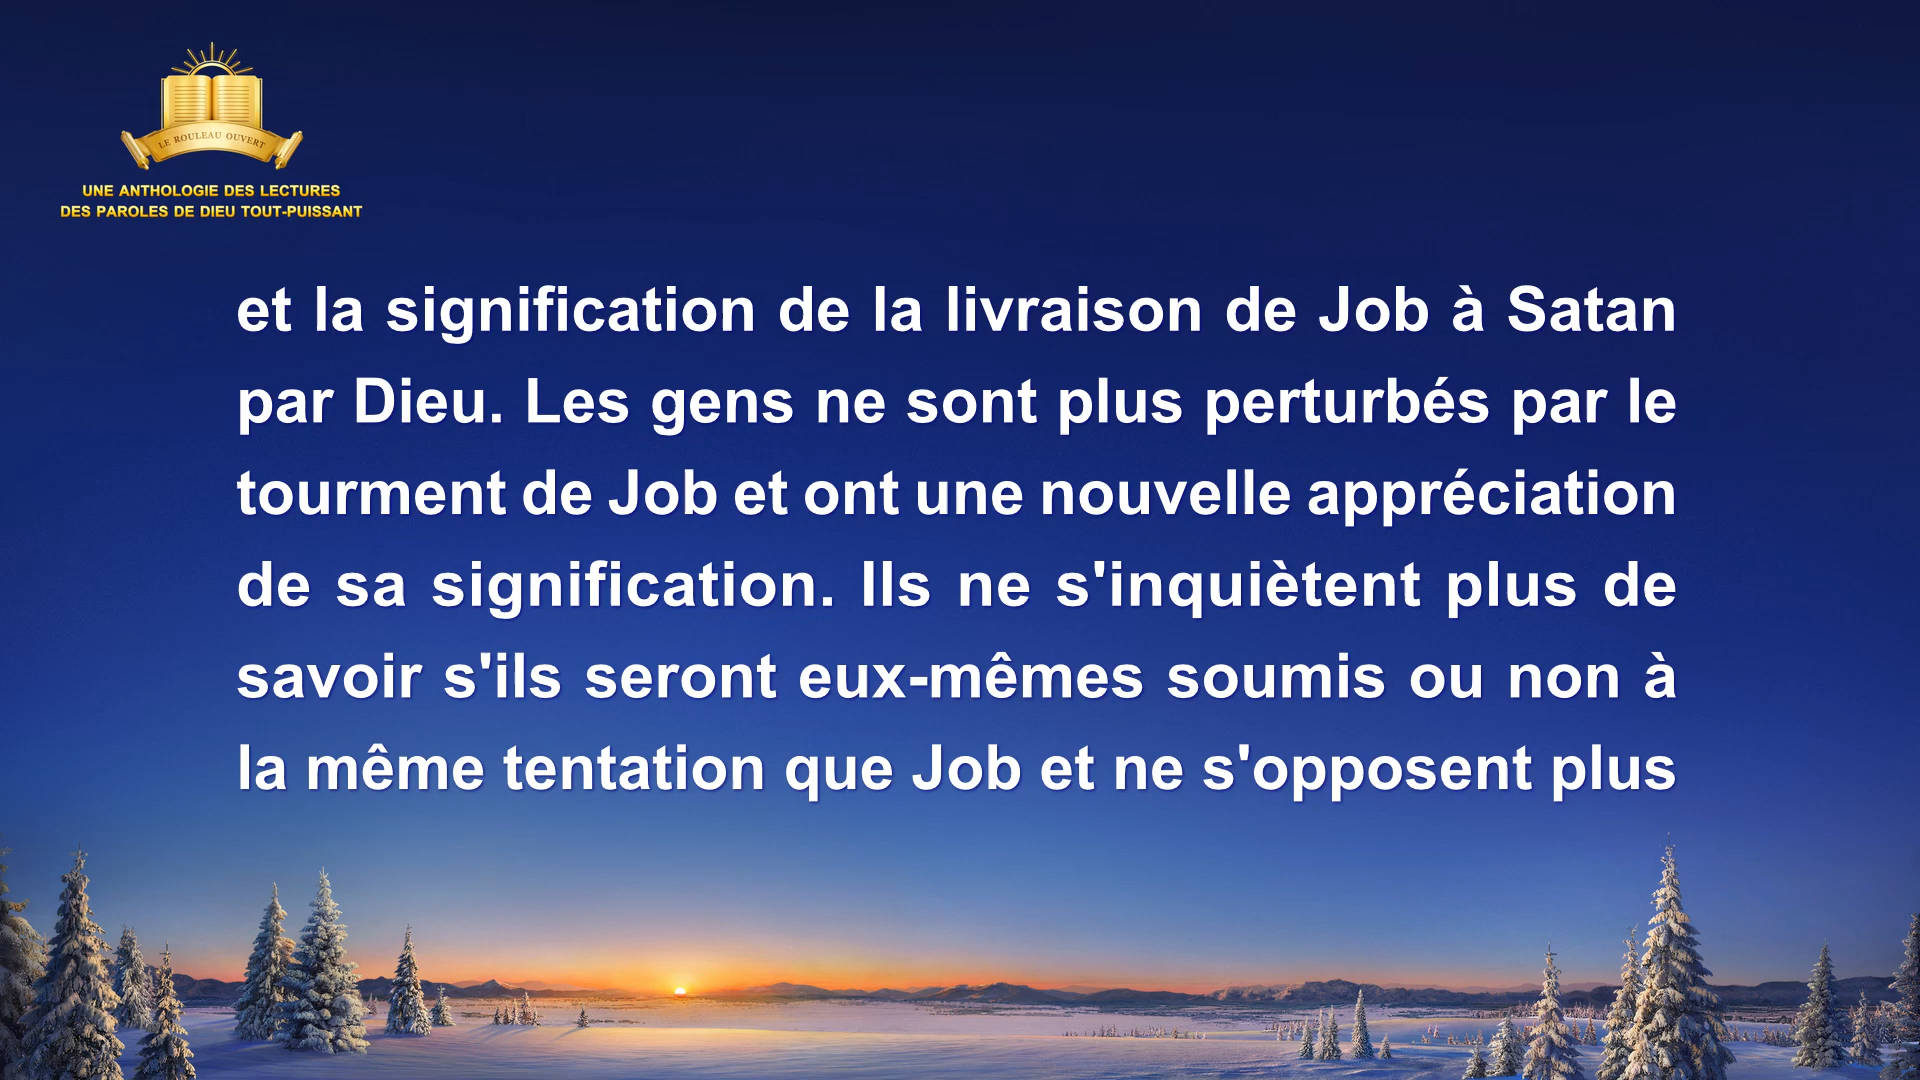 LE ROULEAU OUVERT
UNE ANTHOLOGIE DES LECTURES
DES PAROLES DE DIEU TOUT-PUISSANT
et la signification de la livraison de Job à Satan
par Dieu. Les gens ne sont plus perturbés par le
tourment de Job et ont une nouvelle appréciation
de sa signification. Ils ne s'inquiètent plus de
savoir s'ils seront eux-mêmes soumis ou non à
la même tentation que Job et ne s'opposent plus